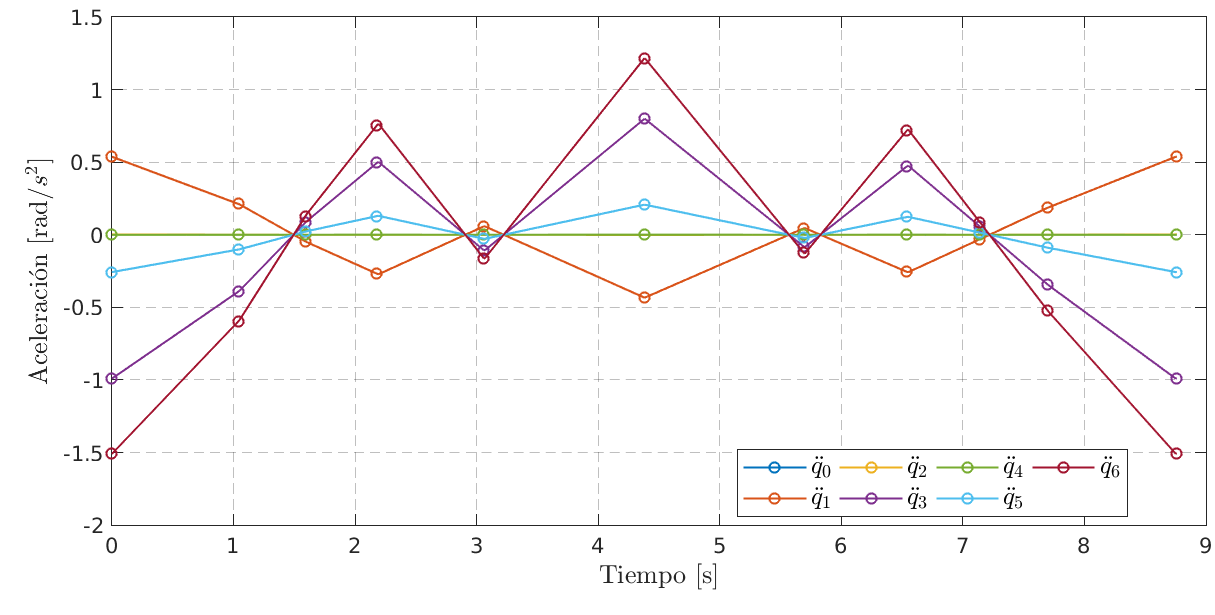 1.5
1
0.5
0
-0.5
-1
-1.5
-2
Aceleración [rad/s²]
0 1 2 3 4 5 6 7 8 9
Tiempo [s]
q̈₀ q̈₂ q̈₄ q̈₆
q̈₁ q̈₃ q̈₅